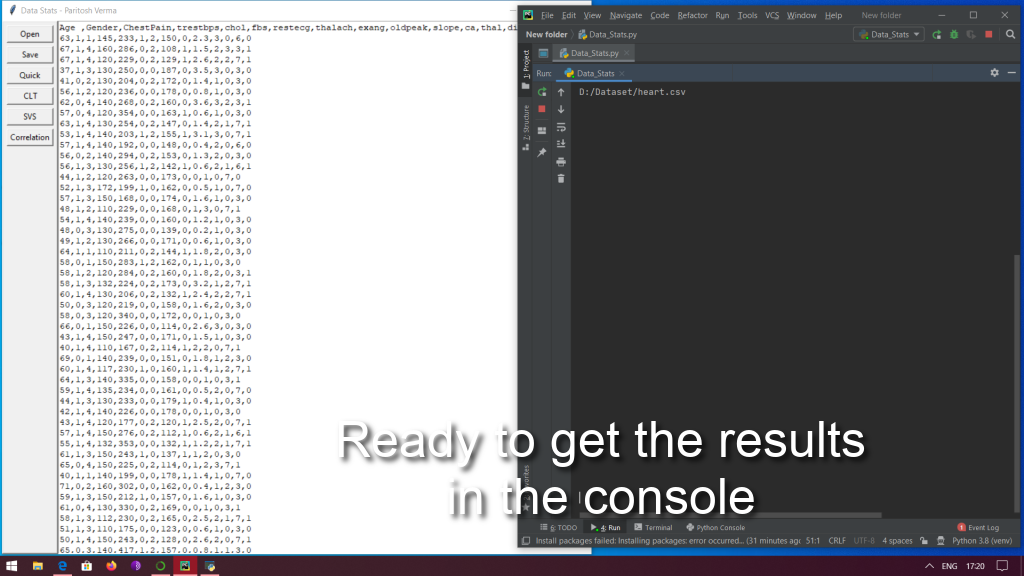 Data Stats - Paritosh Verma
Open
Save
Quick
CLT
SVS
Correlation
Age ,Gender,ChestPain,trestbps,chol,fbs,restecg,thalach,exang,oldpeak,slope,ca,thal,di
63,1,1,145,233,1,2,150,0,2.3,3,0,6,0
67,1,4,160,286,0,2,108,1,1.5,2,3,3,1
67,1,4,120,229,0,2,129,1,2.6,2,2,7,1
37,1,3,130,250,0,0,187,0,3.5,3,0,3,0
41,0,2,130,204,0,2,172,0,1.4,1,0,3,0
56,1,2,120,236,0,0,178,0,0.8,1,0,3,0
62,0,4,140,268,0,2,160,0,3.6,3,2,3,1
57,0,4,120,354,0,0,163,1,0.6,1,0,3,0
63,1,4,130,254,0,2,147,0,1.4,2,1,7,1
53,1,4,140,203,1,2,155,1,3.1,3,0,7,1
57,1,4,140,192,0,0,148,0,0.4,2,0,6,0
56,0,2,140,294,0,2,153,0,1.3,2,0,3,0
56,1,3,130,256,1,2,142,1,0.6,2,1,6,1
44,1,2,120,263,0,0,173,0,0,1,0,7,0
52,1,3,172,199,1,0,162,0,0.5,1,0,7,0
57,1,3,150,168,0,0,174,0,1.6,1,0,3,0
48,1,2,110,229,0,0,168,0,1,3,0,7,1
54,1,4,140,239,0,0,160,0,1.2,1,0,3,0
48,0,3,130,275,0,0,139,0,0.2,1,0,3,0
49,1,2,130,266,0,0,171,0,0.6,1,0,3,0
64,1,1,110,211,0,2,144,1,1.8,2,0,3,0
58,0,1,150,283,1,2,162,0,1,1,0,3,0
58,1,2,120,284,0,2,160,0,1.8,2,0,3,1
58,1,3,132,224,0,2,173,0,3.2,1,2,7,1
60,1,4,130,206,0,2,132,1,2.4,2,2,7,1
50,0,3,120,219,0,0,158,0,1.6,2,0,3,0
58,0,3,120,340,0,0,172,0,0,1,0,3,0
66,0,1,150,226,0,0,114,0,2.6,3,0,3,0
43,1,4,150,247,0,0,171,0,1.5,1,0,3,0
40,1,4,110,167,0,2,114,1,2,2,0,7,1
69,0,1,140,239,0,0,151,0,1.8,1,2,3,0
60,1,4,117,230,1,0,160,1,1.4,1,2,7,1
64,1,3,140,335,0,0,158,0,0,1,0,3,1
59,1,4,135,234,0,0,161,0,0.5,2,0,7,0
44,1,3,130,233,0,0,179,1,0.4,1,0,3,0
42,1,4,140,226,0,0,178,0,0,1,0,3,0
43,1,4,120,177,0,2,120,1,2.5,2,0,7,1
57,1,4,150,276,0,2,112,1,0.6,2,1,6,1
55,1,4,132,353,0,0,132,1,1.2,2,1,7,1
61,1,3,150,243,1,0,137,1,1,2,0,3,0
65,0,4,150,225,0,2,114,0,1,2,3,7,1
40,1,1,140,199,0,0,178,1,1.4,1,0,7,0
71,0,2,160,302,0,0,162,0,0.4,1,2,3,0
59,1,3,150,212,1,0,157,0,1.6,1,0,3,0
61,0,4,130,330,0,2,169,0,0,1,0,3,1
58,1,3,112,230,0,2,165,0,2.5,2,1,7,1
51,1,3,110,175,0,0,123,0,0.6,1,0,3,0
50,1,4,150,243,0,2,128,0,2.6,2,0,7,1
65,0,3,140,417,1,2,157,0,0.8,1,1,3,0
File Edit View Navigate Code Refactor Run Tools VCS Window Help New folder
New folder Data_Stats.py Data_Stats
Data_Stats.py
Run: Data_Stats
1: Project
7: Structure
D:/Dataset/heart.csv
Ready to get the results
in the console
6: TODO 4: Run Terminal Python Console 1 Event Log
Install packages failed: Installing packages: error occurred... (31 minutes ago 51:1 CRLF UTF-8 4 spaces Python 3.8 (venv)
ENG 17:20